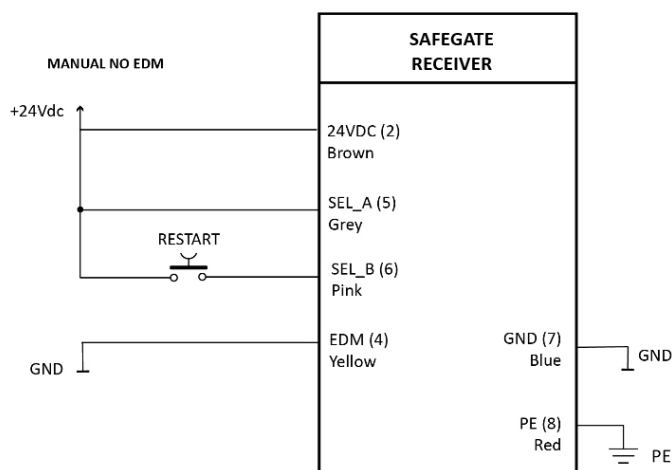 SAFEGATE
RECEIVER
MANUAL NO EDM
+24Vdc
24VDC (2)
Brown
SEL_A (5)
Grey
RESTART
SEL_B (6)
Pink
EDM (4)
Yellow
GND
GND (7)
Blue
GND
PE (8)
Red
PE